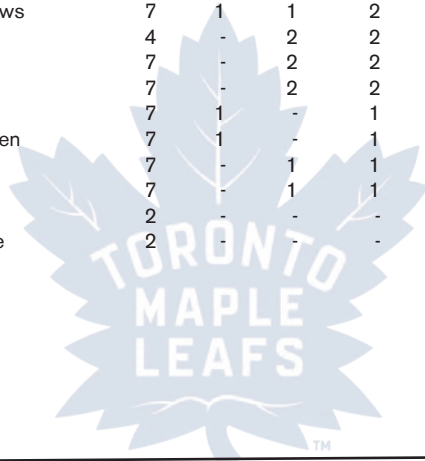 ws 7 1 1 2
4 - 2 2
7 - 2 2
7 - 2 2
7 1 - 1
en 7 1 - 1
7 - 1 1
7 - 1 1
2 - - -
e 2 - - -
TORONTO
MAPLE
LEAFS
TM